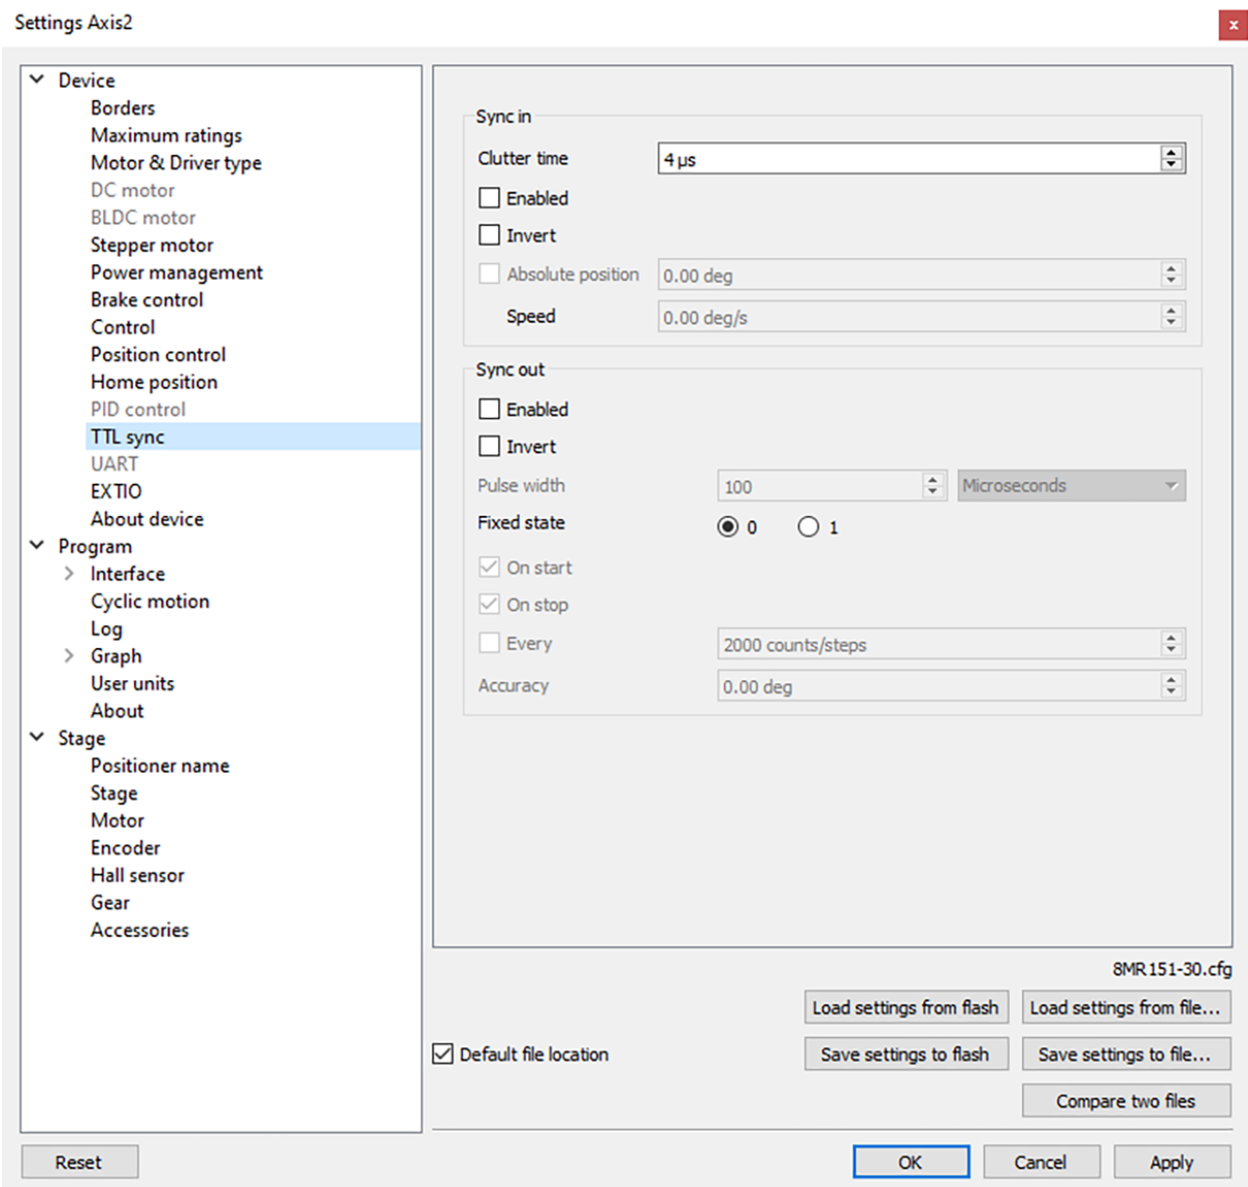 Settings Axis2
x
Device
Borders
Maximum ratings
Motor & Driver type
DC motor
BLDC motor
Stepper motor
Power management
Brake control
Control
Position control
Home position
PID control
TTL sync
UART
EXTIO
About device
Program
Interface
Cyclic motion
Log
Graph
User units
About
Stage
Positioner name
Stage
Motor
Encoder
Hall sensor
Gear
Accessories
Sync in
Clutter time 4 µs
Enabled
Invert
Absolute position 0.00 deg
Speed 0.00 deg/s
Sync out
Enabled
Invert
Pulse width 100 Microseconds
Fixed state 0 1
On start
On stop
Every 2000 counts/steps
Accuracy 0.00 deg
8MR151-30.cfg
Load settings from flash Load settings from file...
Default file location Save settings to flash Save settings to file...
Compare two files
Reset OK Cancel Apply